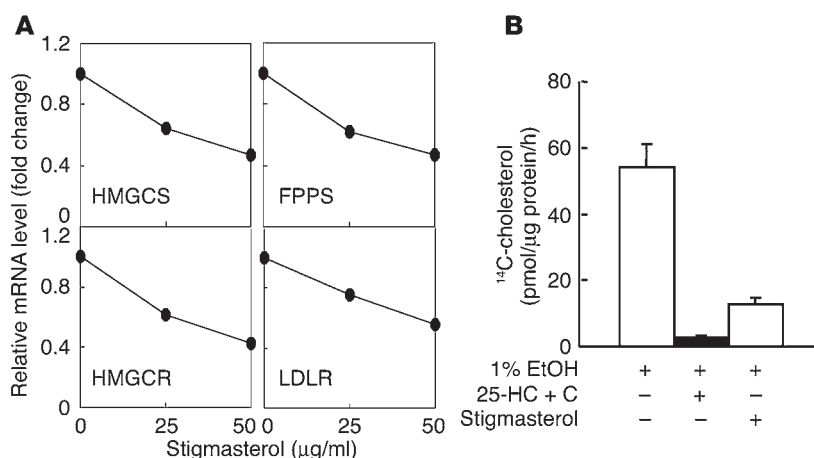 A
Relative mRNA level (fold change)
1.2
0.8
0.4
0
HMGCS
FPPS
1.2
0.8
0.4
0
HMGCR
LDLR
0 25 50 0 25 50
Stigmasterol (µg/ml)
B
¹⁴C-cholesterol
(pmol/µg protein/h)
80
60
40
20
0
1% EtOH + + +
25-HC + C – + –
Stigmasterol – – +